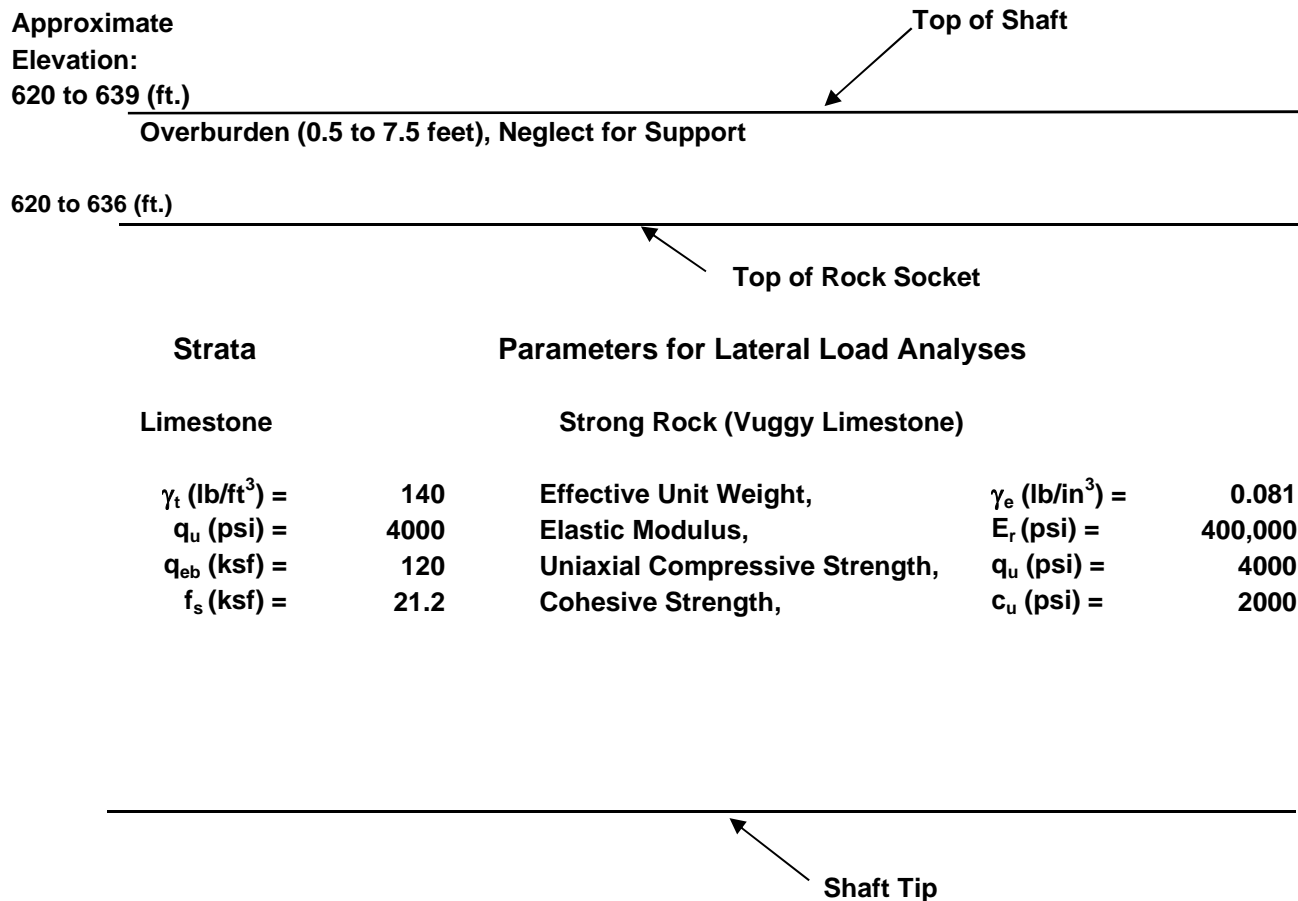 Approximate
Elevation:
620 to 639 (ft.)
Top of Shaft
Overburden (0.5 to 7.5 feet), Neglect for Support
620 to 636 (ft.)
Top of Rock Socket
Strata Parameters for Lateral Load Analyses
Limestone Strong Rock (Vuggy Limestone)
γt (lb/ft3) = 140 Effective Unit Weight, γe (lb/in3) = 0.081
qu (psi) = 4000 Elastic Modulus, Er (psi) = 400,000
qeb (ksf) = 120 Uniaxial Compressive Strength, qu (psi) = 4000
fs (ksf) = 21.2 Cohesive Strength, cu (psi) = 2000
Shaft Tip